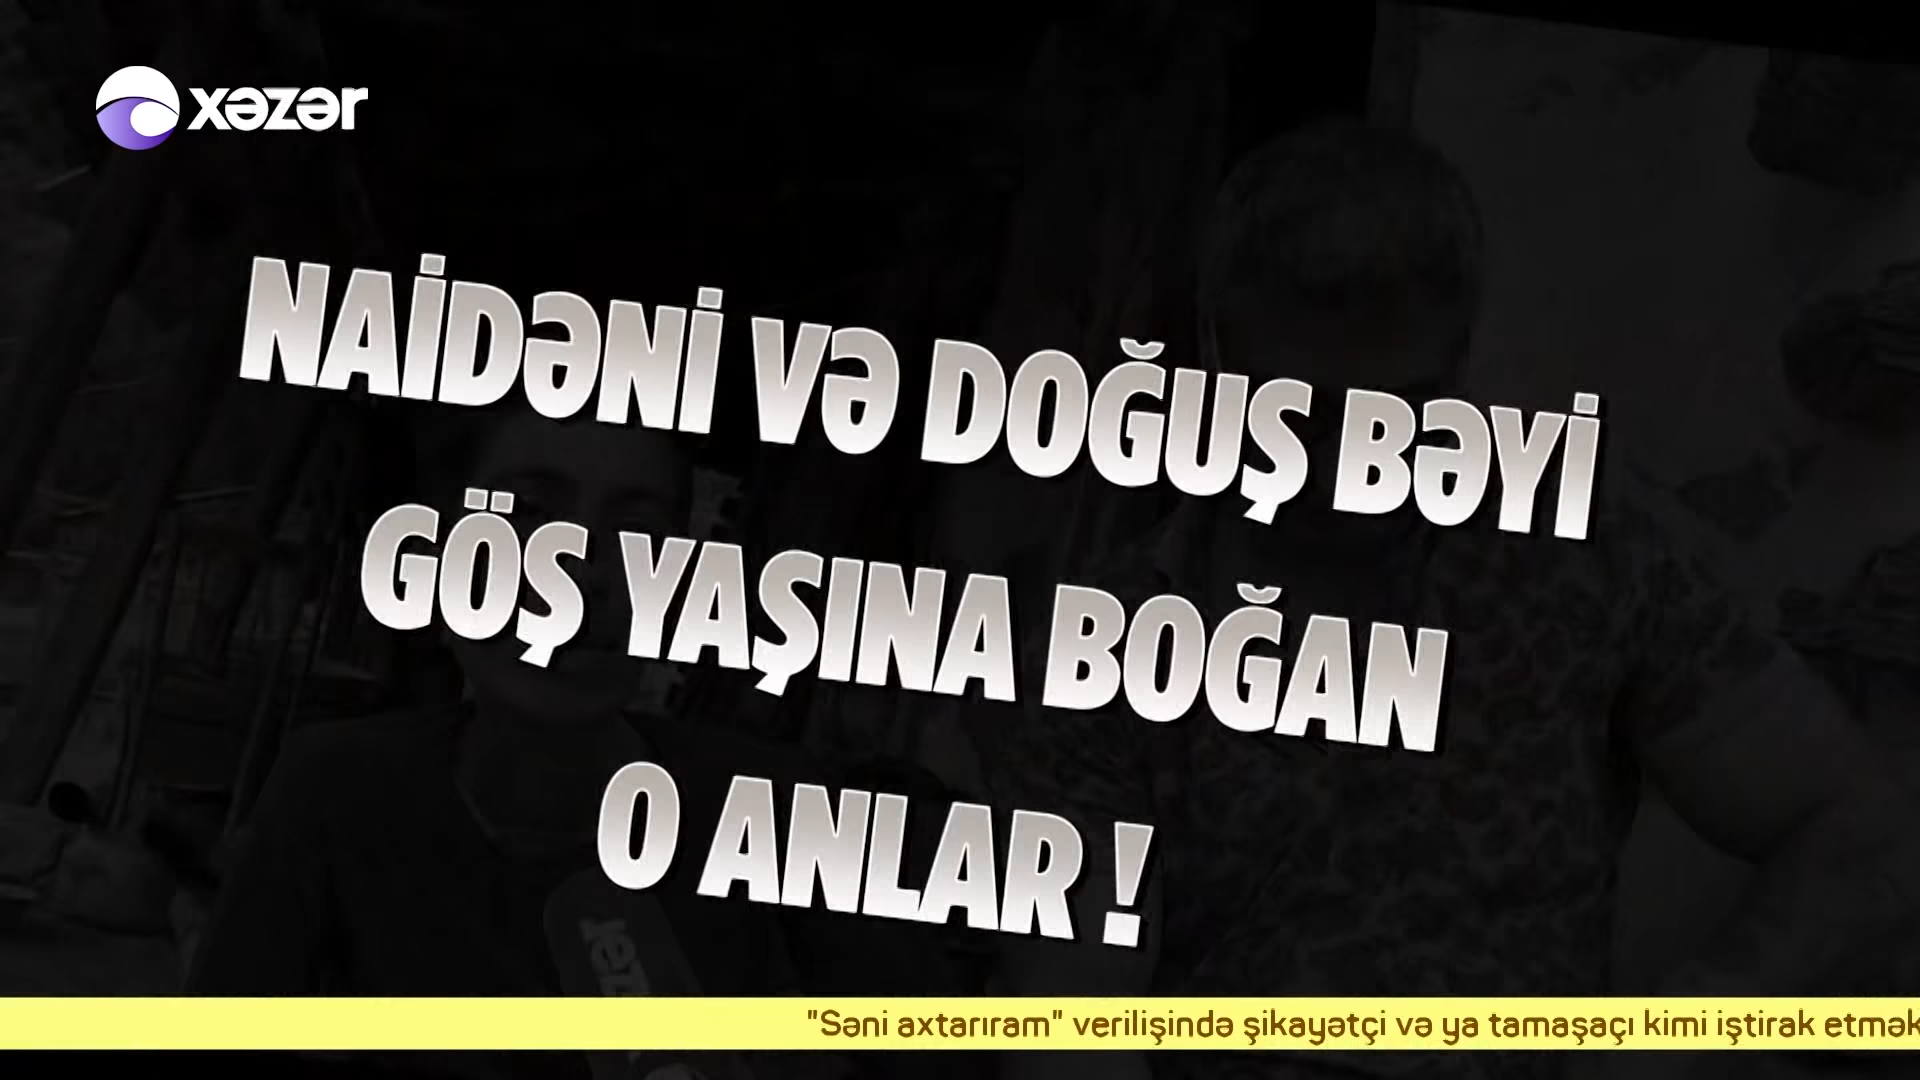 xəzər
NAİDƏNİ VƏ DOĞUŞ BƏYİ
GÖŞ YAŞINA BOĞAN
O ANLAR !
"Səni axtarıram" verilişində şikayətçi və ya tamaşaçı kimi iştirak etmək